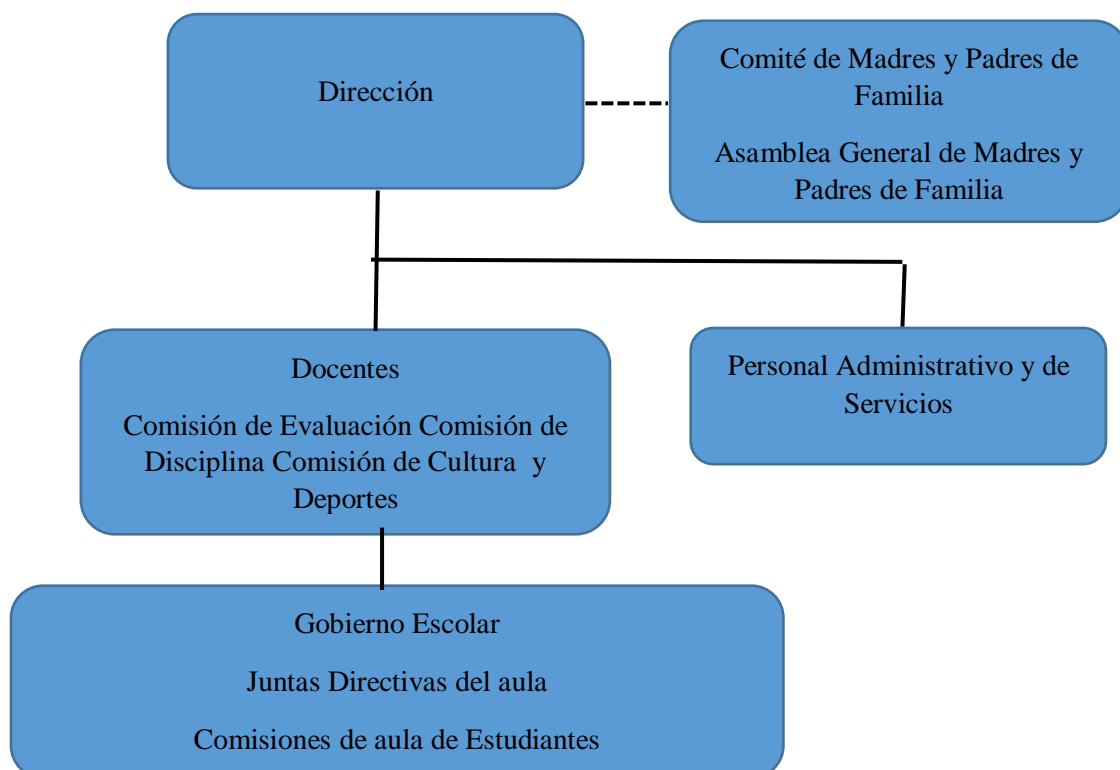 Dirección
Comité de Madres y Padres de
Familia
Asamblea General de Madres y
Padres de Familia
Docentes
Comisión de Evaluación Comisión de
Disciplina Comisión de Cultura  y
Deportes
Personal Administrativo y de
Servicios
Gobierno Escolar
Juntas Directivas del aula
Comisiones de aula de Estudiantes